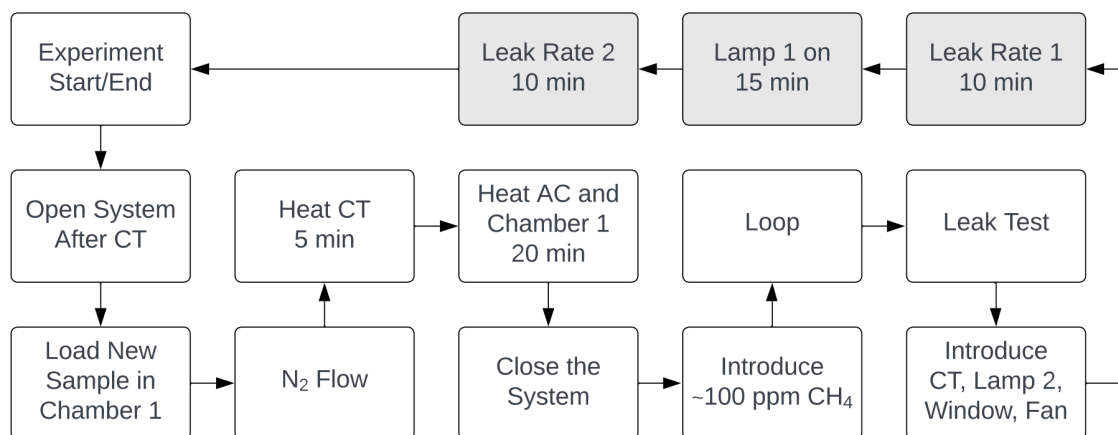 Experiment
Start/End
Leak Rate 2
10 min
Lamp 1 on
15 min
Leak Rate 1
10 min
Open System
After CT
Heat CT
5 min
Heat AC and
Chamber 1
20 min
Loop
Leak Test
Load New
Sample in
Chamber 1
N₂ Flow
Close the
System
Introduce
~100 ppm CH₄
Introduce
CT, Lamp 2,
Window, Fan